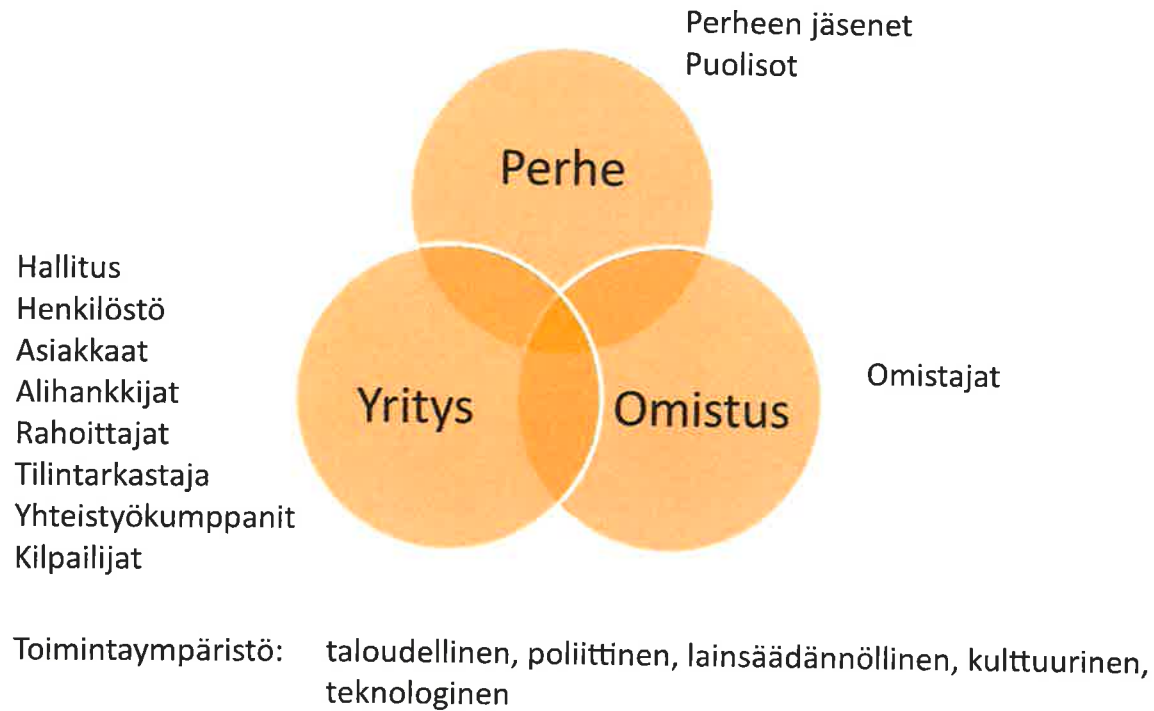 Perheen jäsenet
Puolisot
Perhe
Hallitus
Henkilöstö
Asiakkaat
Alihankkijat
Rahoittajat
Tilintarkastaja
Yhteistyökumppanit
Kilpailijat
Yritys
Omistus
Omistajat
Toimintaympäristö: taloudellinen, poliittinen, lainsäädännöllinen, kulttuurinen,
teknologinen